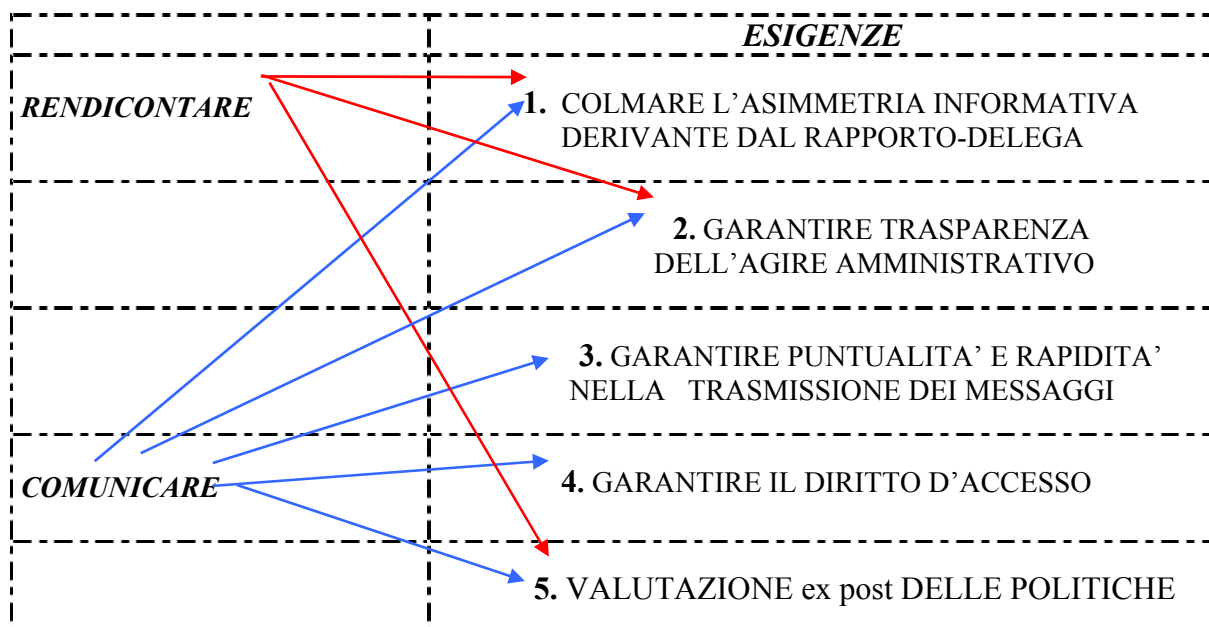 ESIGENZE
RENDICONTARE
1. COLMARE L’ASIMMETRIA INFORMATIVA
DERIVANTE DAL RAPPORTO-DELEGA
2. GARANTIRE TRASPARENZA
DELL’AGIRE AMMINISTRATIVO
3. GARANTIRE PUNTUALITA’ E RAPIDITA’
NELLA TRASMISSIONE DEI MESSAGGI
COMUNICARE
4. GARANTIRE IL DIRITTO D’ACCESSO
5. VALUTAZIONE ex post DELLE POLITICHE